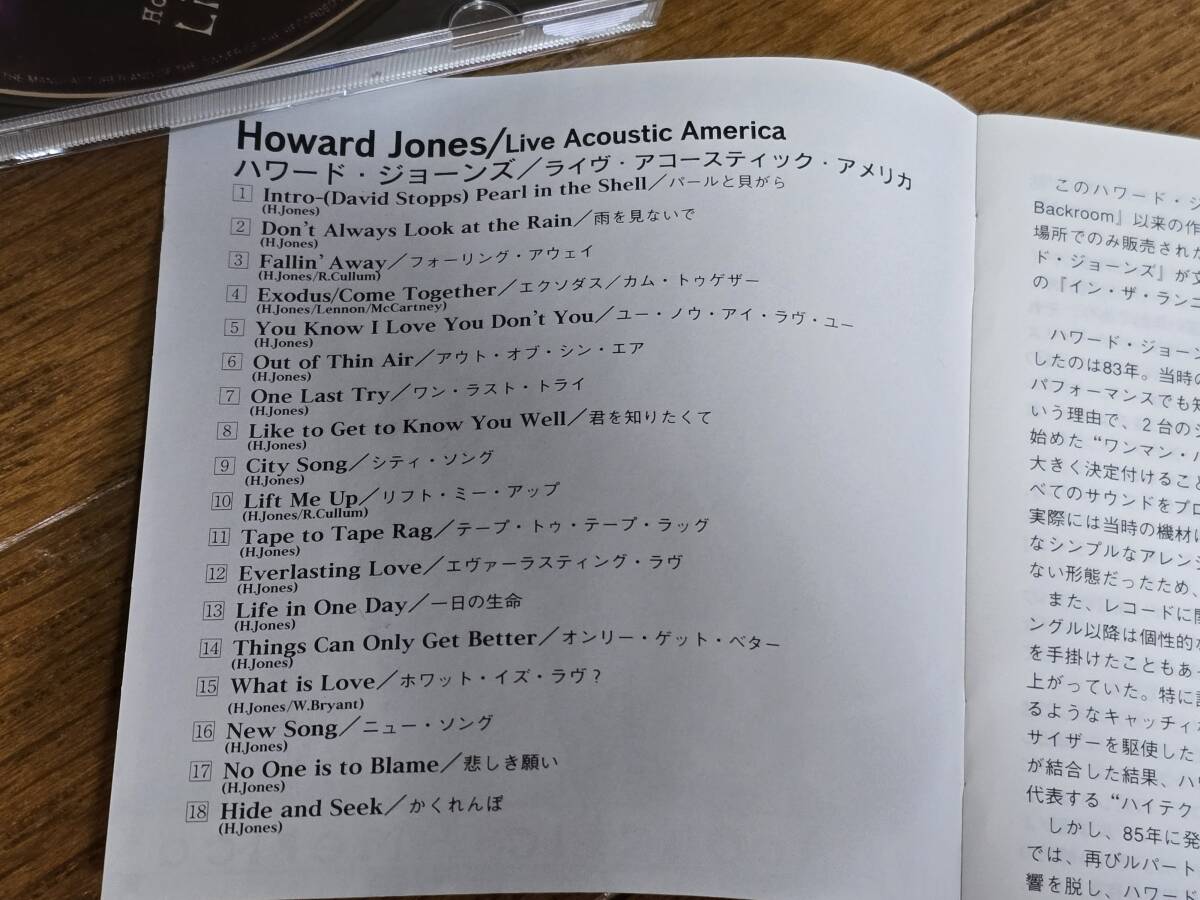 Howard Jones/Live Acoustic America
ハワード・ジョーンズ/ライヴ・アコースティック・アメリカ
1 Intro-(David Stopps) Pearl in the Shell/パールと貝がら
(H.Jones)
2 Don't Always Look at the Rain/雨を見ないで
(H.Jones)
3 Fallin' Away/フォーリング・アウェイ
(H.Jones/R.Cullum)
4 Exodus/Come Together/エクソダス/カム・トゥゲザー
(H.Jones/Lennon/McCartney)
5 You Know I Love You Don't You/ユー・ノウ・アイ・ラヴ・ユー
(H.Jones)
6 Out of Thin Air/アウト・オブ・シン・エア
(H.Jones)
7 One Last Try/ワン・ラスト・トライ
(H.Jones)
8 Like to Get to Know You Well/君を知りたくて
(H.Jones)
9 City Song/シティ・ソング
(H.Jones)
10 Lift Me Up/リフト・ミー・アップ
(H.Jones/R.Cullum)
11 Tape to Tape Rag/テープ・トゥ・テープ・ラッグ
(H.Jones)
12 Everlasting Love/エヴァーラスティング・ラヴ
(H.Jones)
13 Life in One Day/一日の生命
(H.Jones)
14 Things Can Only Get Better/オンリー・ゲット・ベター
(H.Jones)
15 What is Love/ホワット・イズ・ラヴ?
(H.Jones/W.Bryant)
16 New Song/ニュー・ソング
(H.Jones)
17 No One is to Blame/悲しき願い
(H.Jones)
18 Hide and Seek/かくれんぼ
(H.Jones)
このハワード・ジ
Backroom』以来の作
場所でのみ販売された
ド・ジョーンズ』が
の『イン・ザ・ラン
ハワード・ジョーン
したのは83年。当時の
パフォーマンスでも
いう理由で、2台の
始めた“ワンマン・
大きく決定付けること
べてのサウンドをプロ
実際には当時の機材
なシンプルなアレン
ない形態だったため、
また、レコードに
ングル以降は個性的な
を手掛けたこともあ
上がっていた。特に
るようなキャッチィ
サイザーを駆使した
が結合した結果、ハ
代表する“ハイテク
しかし、85年に発
では、再びルパート
響を脱し、ハワード